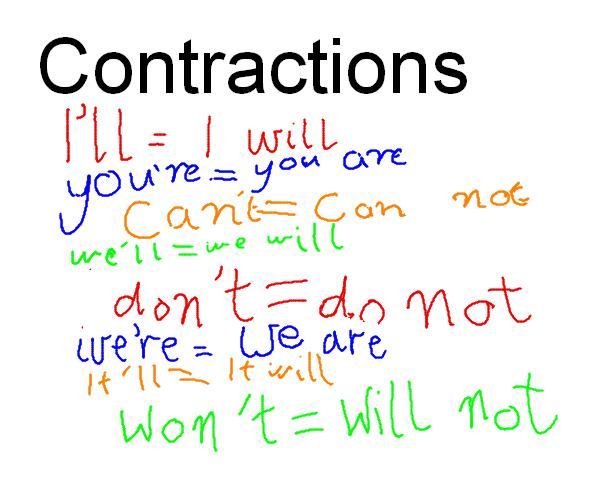 Contractions
I'll = I will
you're = you are
can't = can not
we'll = we will
don't = do not
we're = we are
It'll = It will
won't = will not